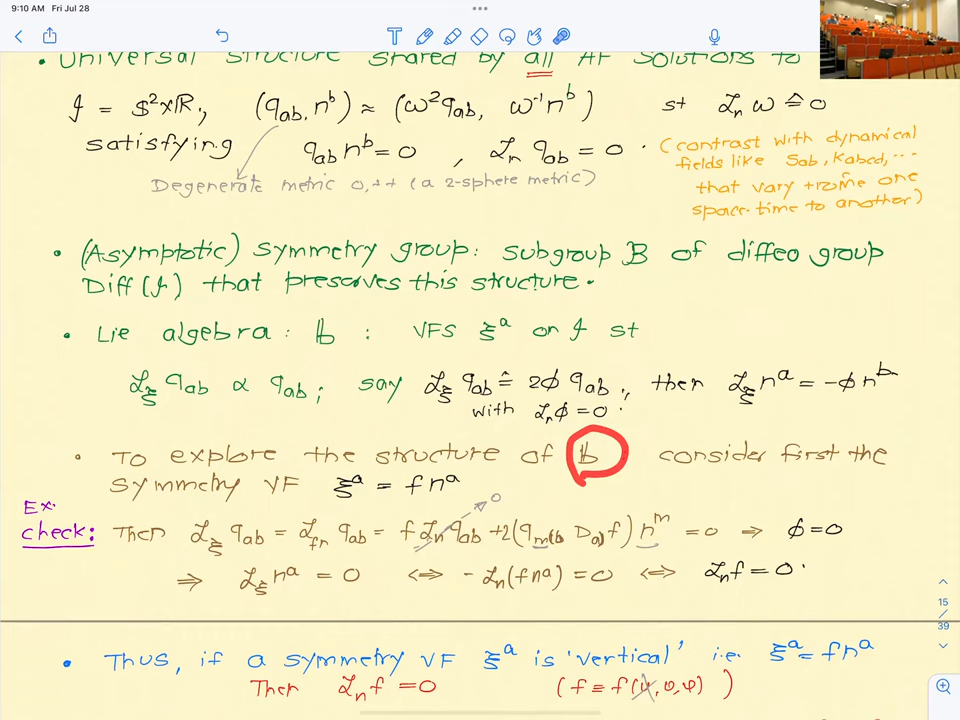 9:10 AM Fri Jul 28
• Universal structure shared by all AF solutions to
ℐ = 𝕊²×ℝ, (q_ab, n^b) ≈ (ω² q_ab, ω⁻¹ n^b) st ℒ_n ω ≙ 0
satisfying q_ab n^b = 0 , ℒ_n q_ab = 0 .
(contrast with dynamical
fields like Sab, Kabcd, ...
that vary from one
space-time to another)
Degenerate metric 0,++ (a 2-sphere metric)
• (Asymptotic) symmetry group: subgroup B of diffeo group
Diff(ℐ) that preserves this structure.
• Lie algebra: 𝔟 : VFS ξ^a on ℐ st
ℒ_ξ q_ab ∝ q_ab ; say ℒ_ξ q_ab ≙ 2ϕ q_ab , then ℒ_ξ n^a = -ϕ n^b
with ℒ_n ϕ = 0 .
• To explore the structure of 𝔟 consider first the
symmetry VF ξ^a = f n^a
Ex.
check: Then ℒ_ξ q_ab = ℒ_fn q_ab = f ℒ_n q_ab + 2(q_m(b D_a) f) n^m = 0 ⇒ ϕ = 0
0
⇒ ℒ_ξ n^a = 0 ⇔ - ℒ_n (f n^a) = 0 ⇔ ℒ_n f = 0 .
15
39
• Thus, if a symmetry VF ξ^a is 'vertical' i.e. ξ^a = f n^a
Then ℒ_n f = 0 (f ≡ f(u, θ, φ) )